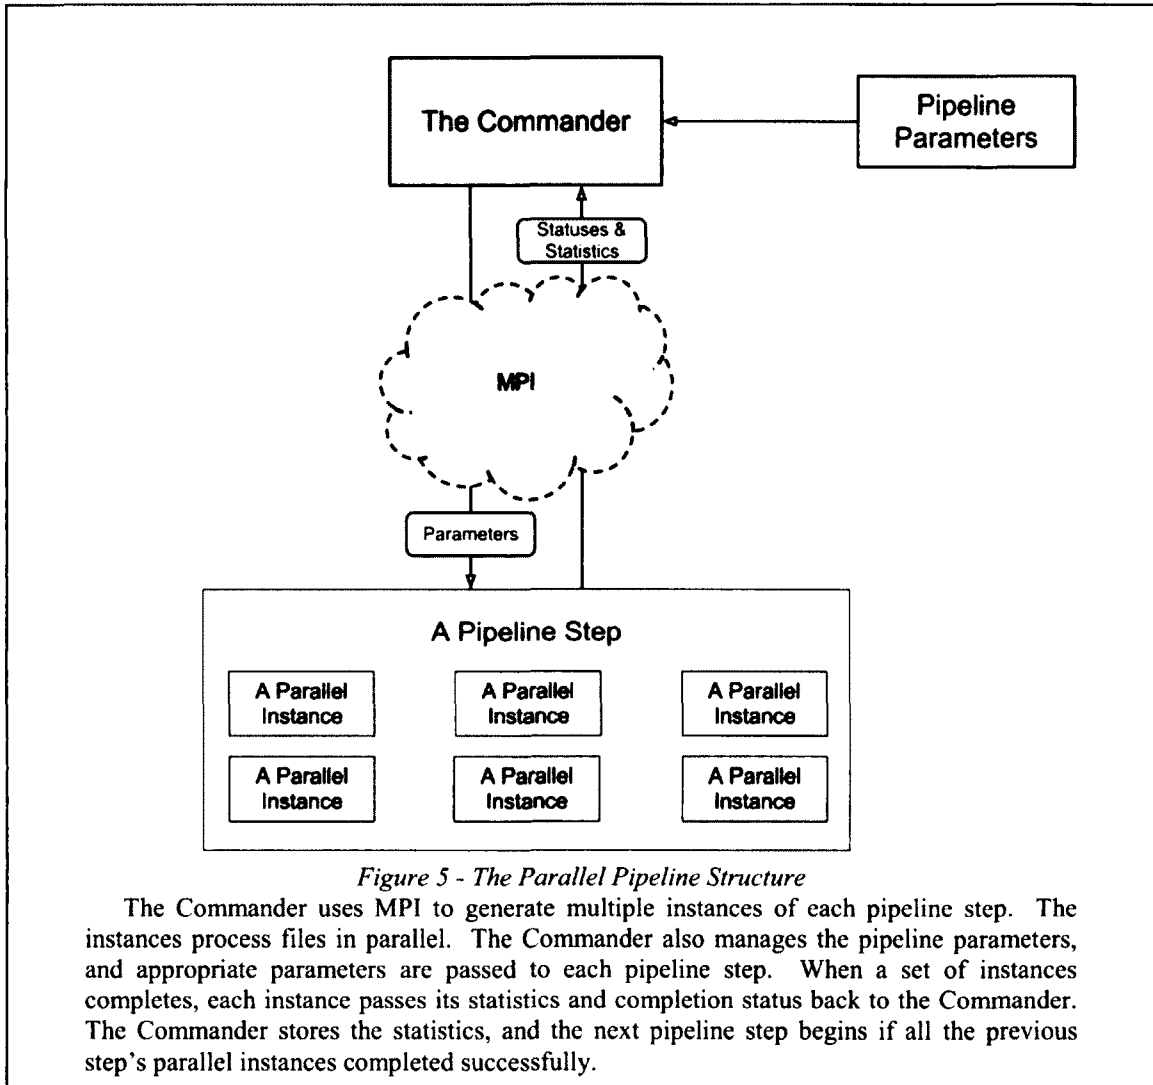 The Commander
Pipeline
Parameters
Statuses &
Statistics
MPI
Parameters
A Pipeline Step
A Parallel
Instance
A Parallel
Instance
A Parallel
Instance
A Parallel
Instance
A Parallel
Instance
A Parallel
Instance
Figure 5 - The Parallel Pipeline Structure
The Commander uses MPI to generate multiple instances of each pipeline step. The
instances process files in parallel. The Commander also manages the pipeline parameters,
and appropriate parameters are passed to each pipeline step. When a set of instances
completes, each instance passes its statistics and completion status back to the Commander.
The Commander stores the statistics, and the next pipeline step begins if all the previous
step's parallel instances completed successfully.